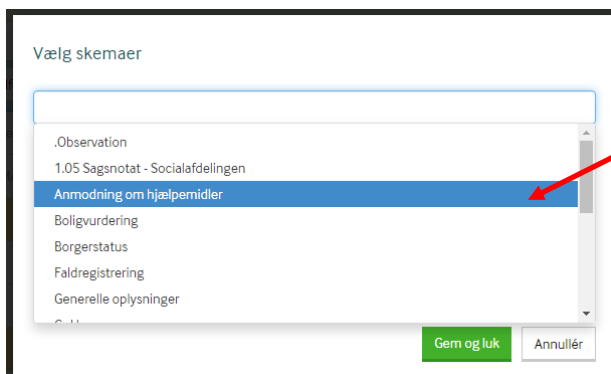 Vælg skemaer
.Observation
1.05 Sagsnotat - Socialafdelingen
Anmodning om hjælpemidler
Boligvurdering
Borgerstatus
Faldregistrering
Generelle oplysninger
Gem og luk
Annullér